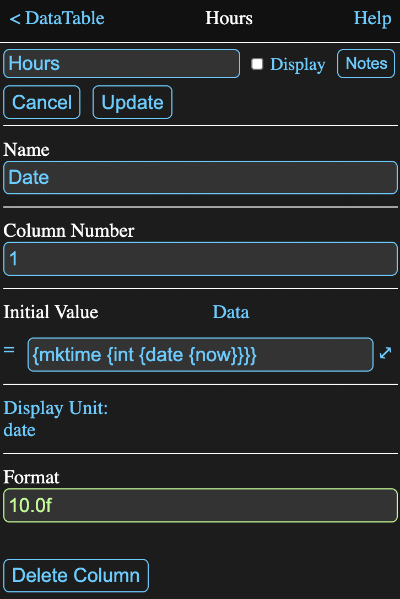 < DataTable Hours Help
Hours Display Notes
Cancel Update
Name
Date
Column Number
1
Initial Value Data
= {mktime {int {date {now}}}}
Display Unit:
date
Format
10.0f
Delete Column